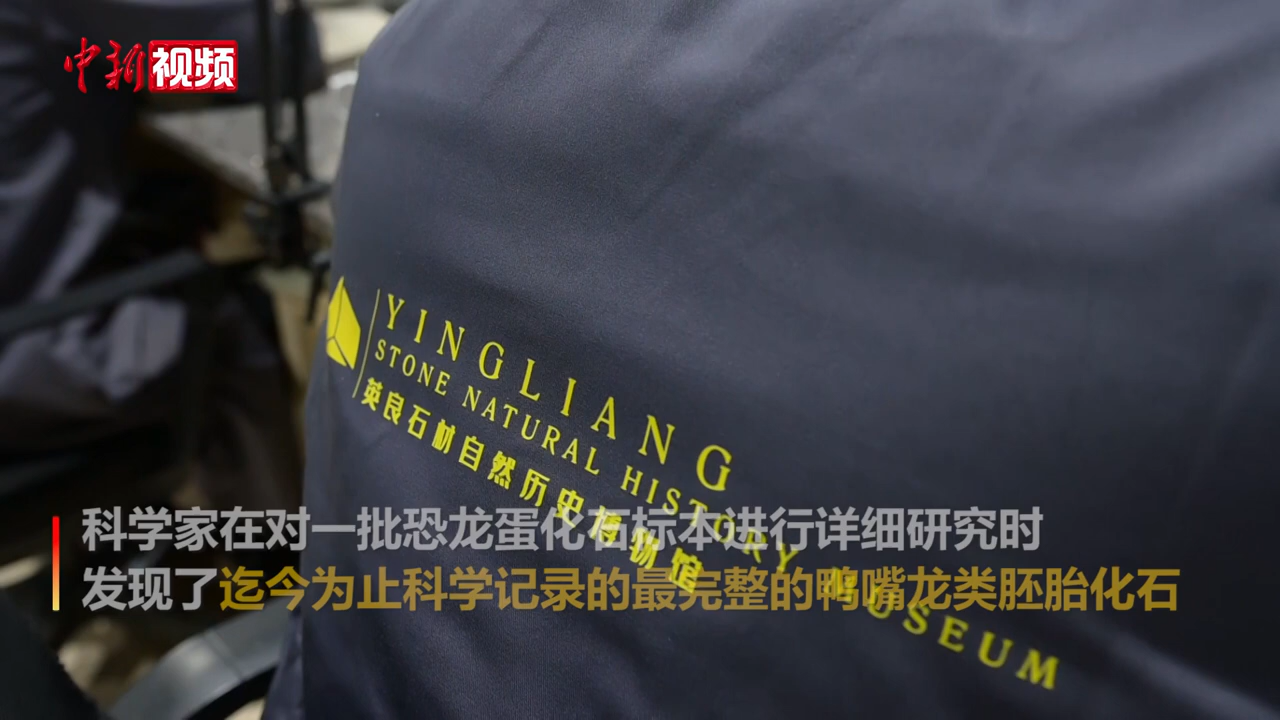 中新视频
YINGLIANG
STONE NATURAL HISTORY MUSEUM
英良石材自然历史博物馆
科学家在对一批恐龙蛋化石标本进行详细研究时
发现了迄今为止科学记录的最完整的鸭嘴龙类胚胎化石